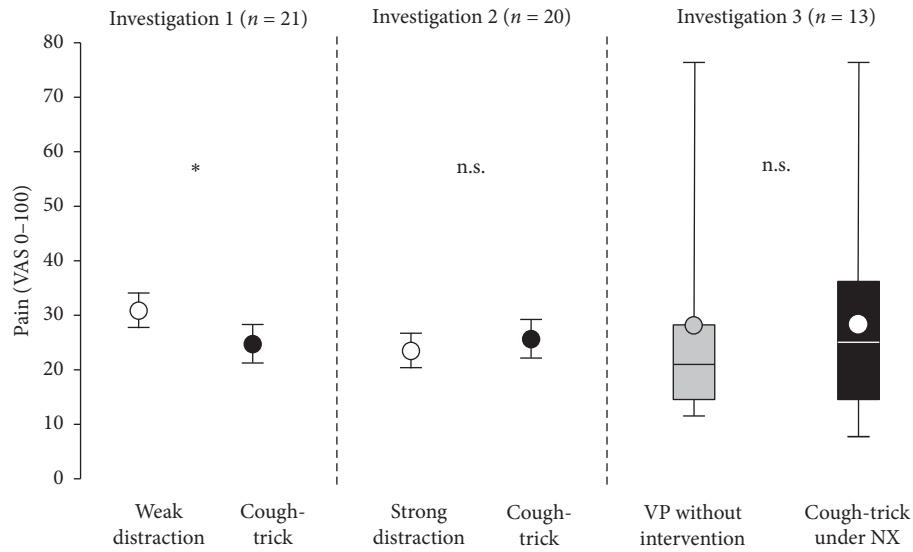 Investigation 1 (n = 21)
Investigation 2 (n = 20)
Investigation 3 (n = 13)
Pain (VAS 0–100)
80
70
60
50
40
30
20
10
0
*
n.s.
n.s.
Weak
distraction
Cough-
trick
Strong
distraction
Cough-
trick
VP without
intervention
Cough-trick
under NX